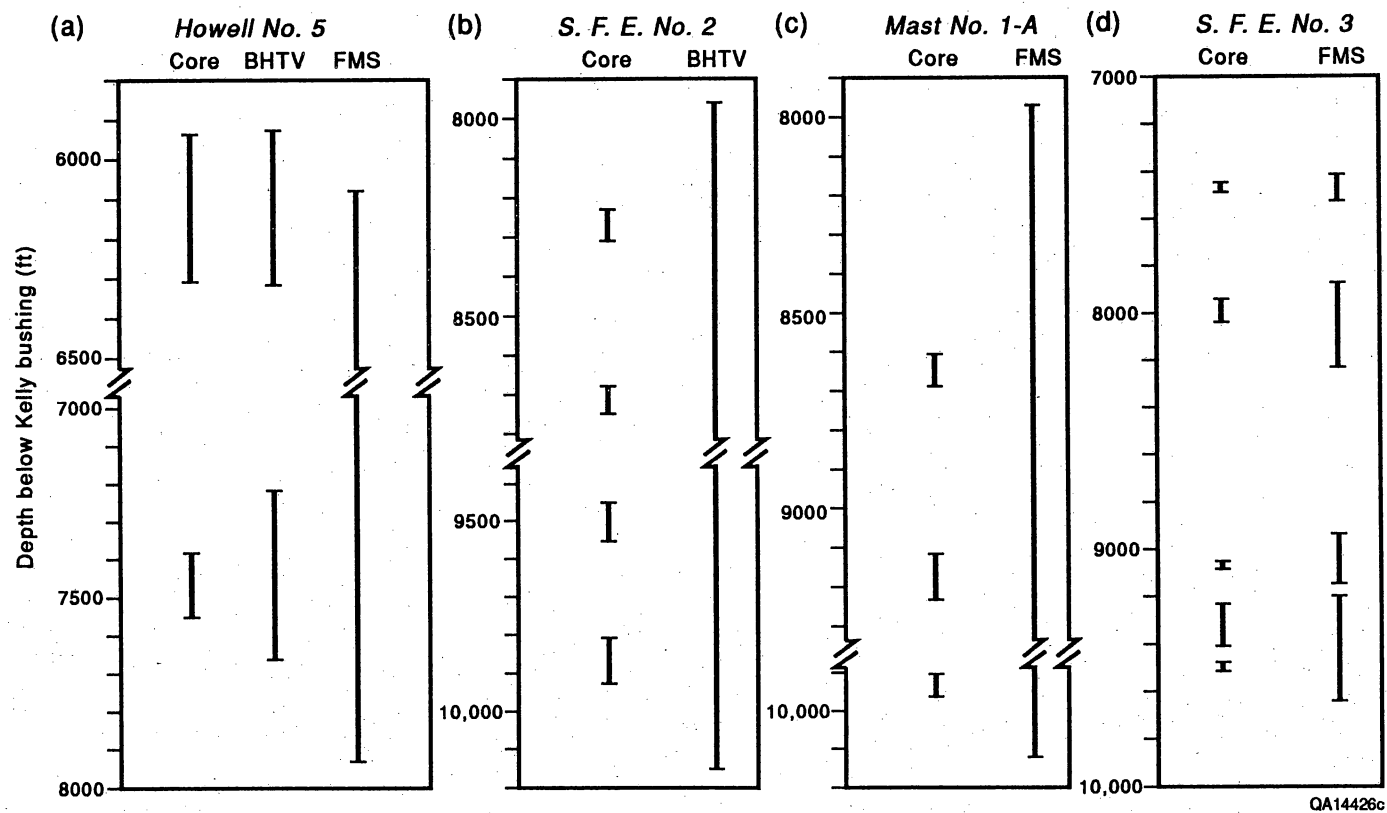 (a) Howell No. 5
Core BHTV FMS
Depth below Kelly bushing (ft)
6000
6500
7000
7500
8000
(b) S. F. E. No. 2
Core BHTV
8000
8500
9500
10,000
(c) Mast No. 1-A
Core FMS
8000
8500
9000
10,000
(d) S. F. E. No. 3
Core FMS
7000
8000
9000
10,000
QA14426c